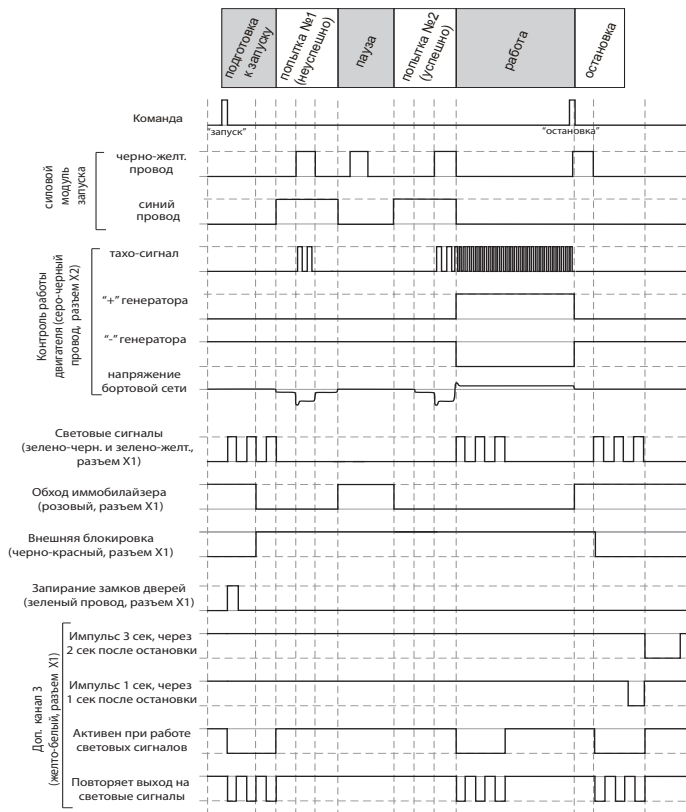 подготовка
к запуску
попытка №1
(неуспешно)
пауза
попытка №2
(успешно)
работа
остановка
Команда
"запуск"
"остановка"
силовой
модуль
запуска
черно-желт.
провод
синий
провод
Контроль работы
двигателя (серо-черный
провод, разъем X2)
тахо-сигнал
"+" генератора
"-" генератора
напряжение
бортовой сети
Световые сигналы
(зелено-черн. и зелено-желт.,
разъем X1)
Обход иммобилайзера
(розовый, разъем X1)
Внешняя блокировка
(черно-красный, разъем X1)
Запирание замков дверей
(зеленый провод, разъем X1)
Доп. канал 3
(желто-белый, разъем X1)
Импульс 3 сек, через
2 сек после остановки
Импульс 1 сек, через
1 сек после остановки
Активен при работе
световых сигналов
Повторяет выход на
световые сигналы